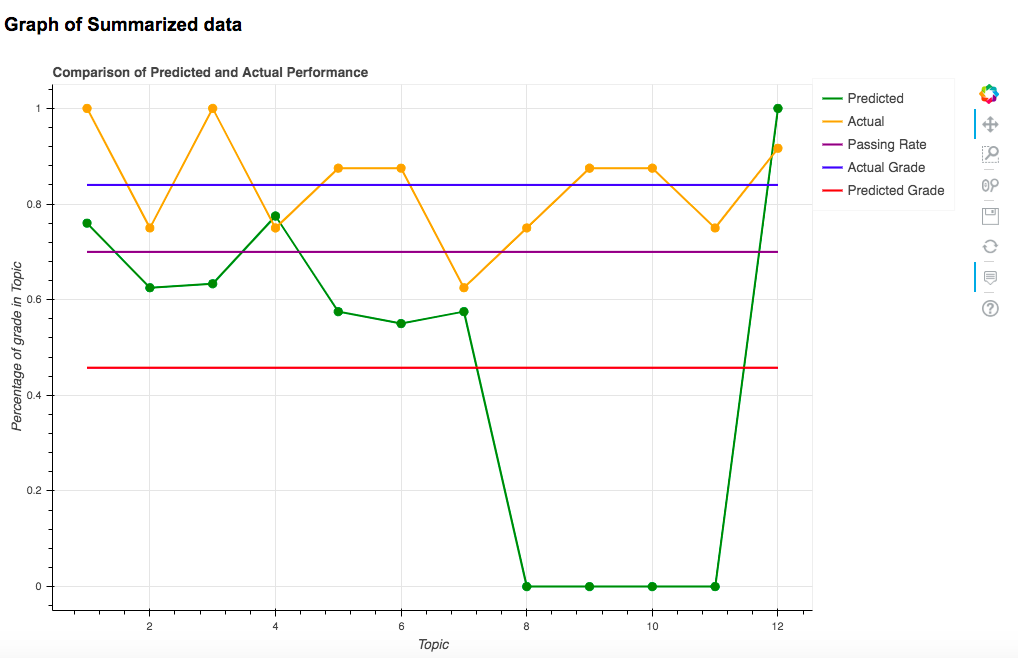 Graph of Summarized data
Comparison of Predicted and Actual Performance
Percentage of grade in Topic
1
0.8
0.6
0.4
0.2
0
2
4
6
8
10
12
Topic
Predicted
Actual
Passing Rate
Actual Grade
Predicted Grade